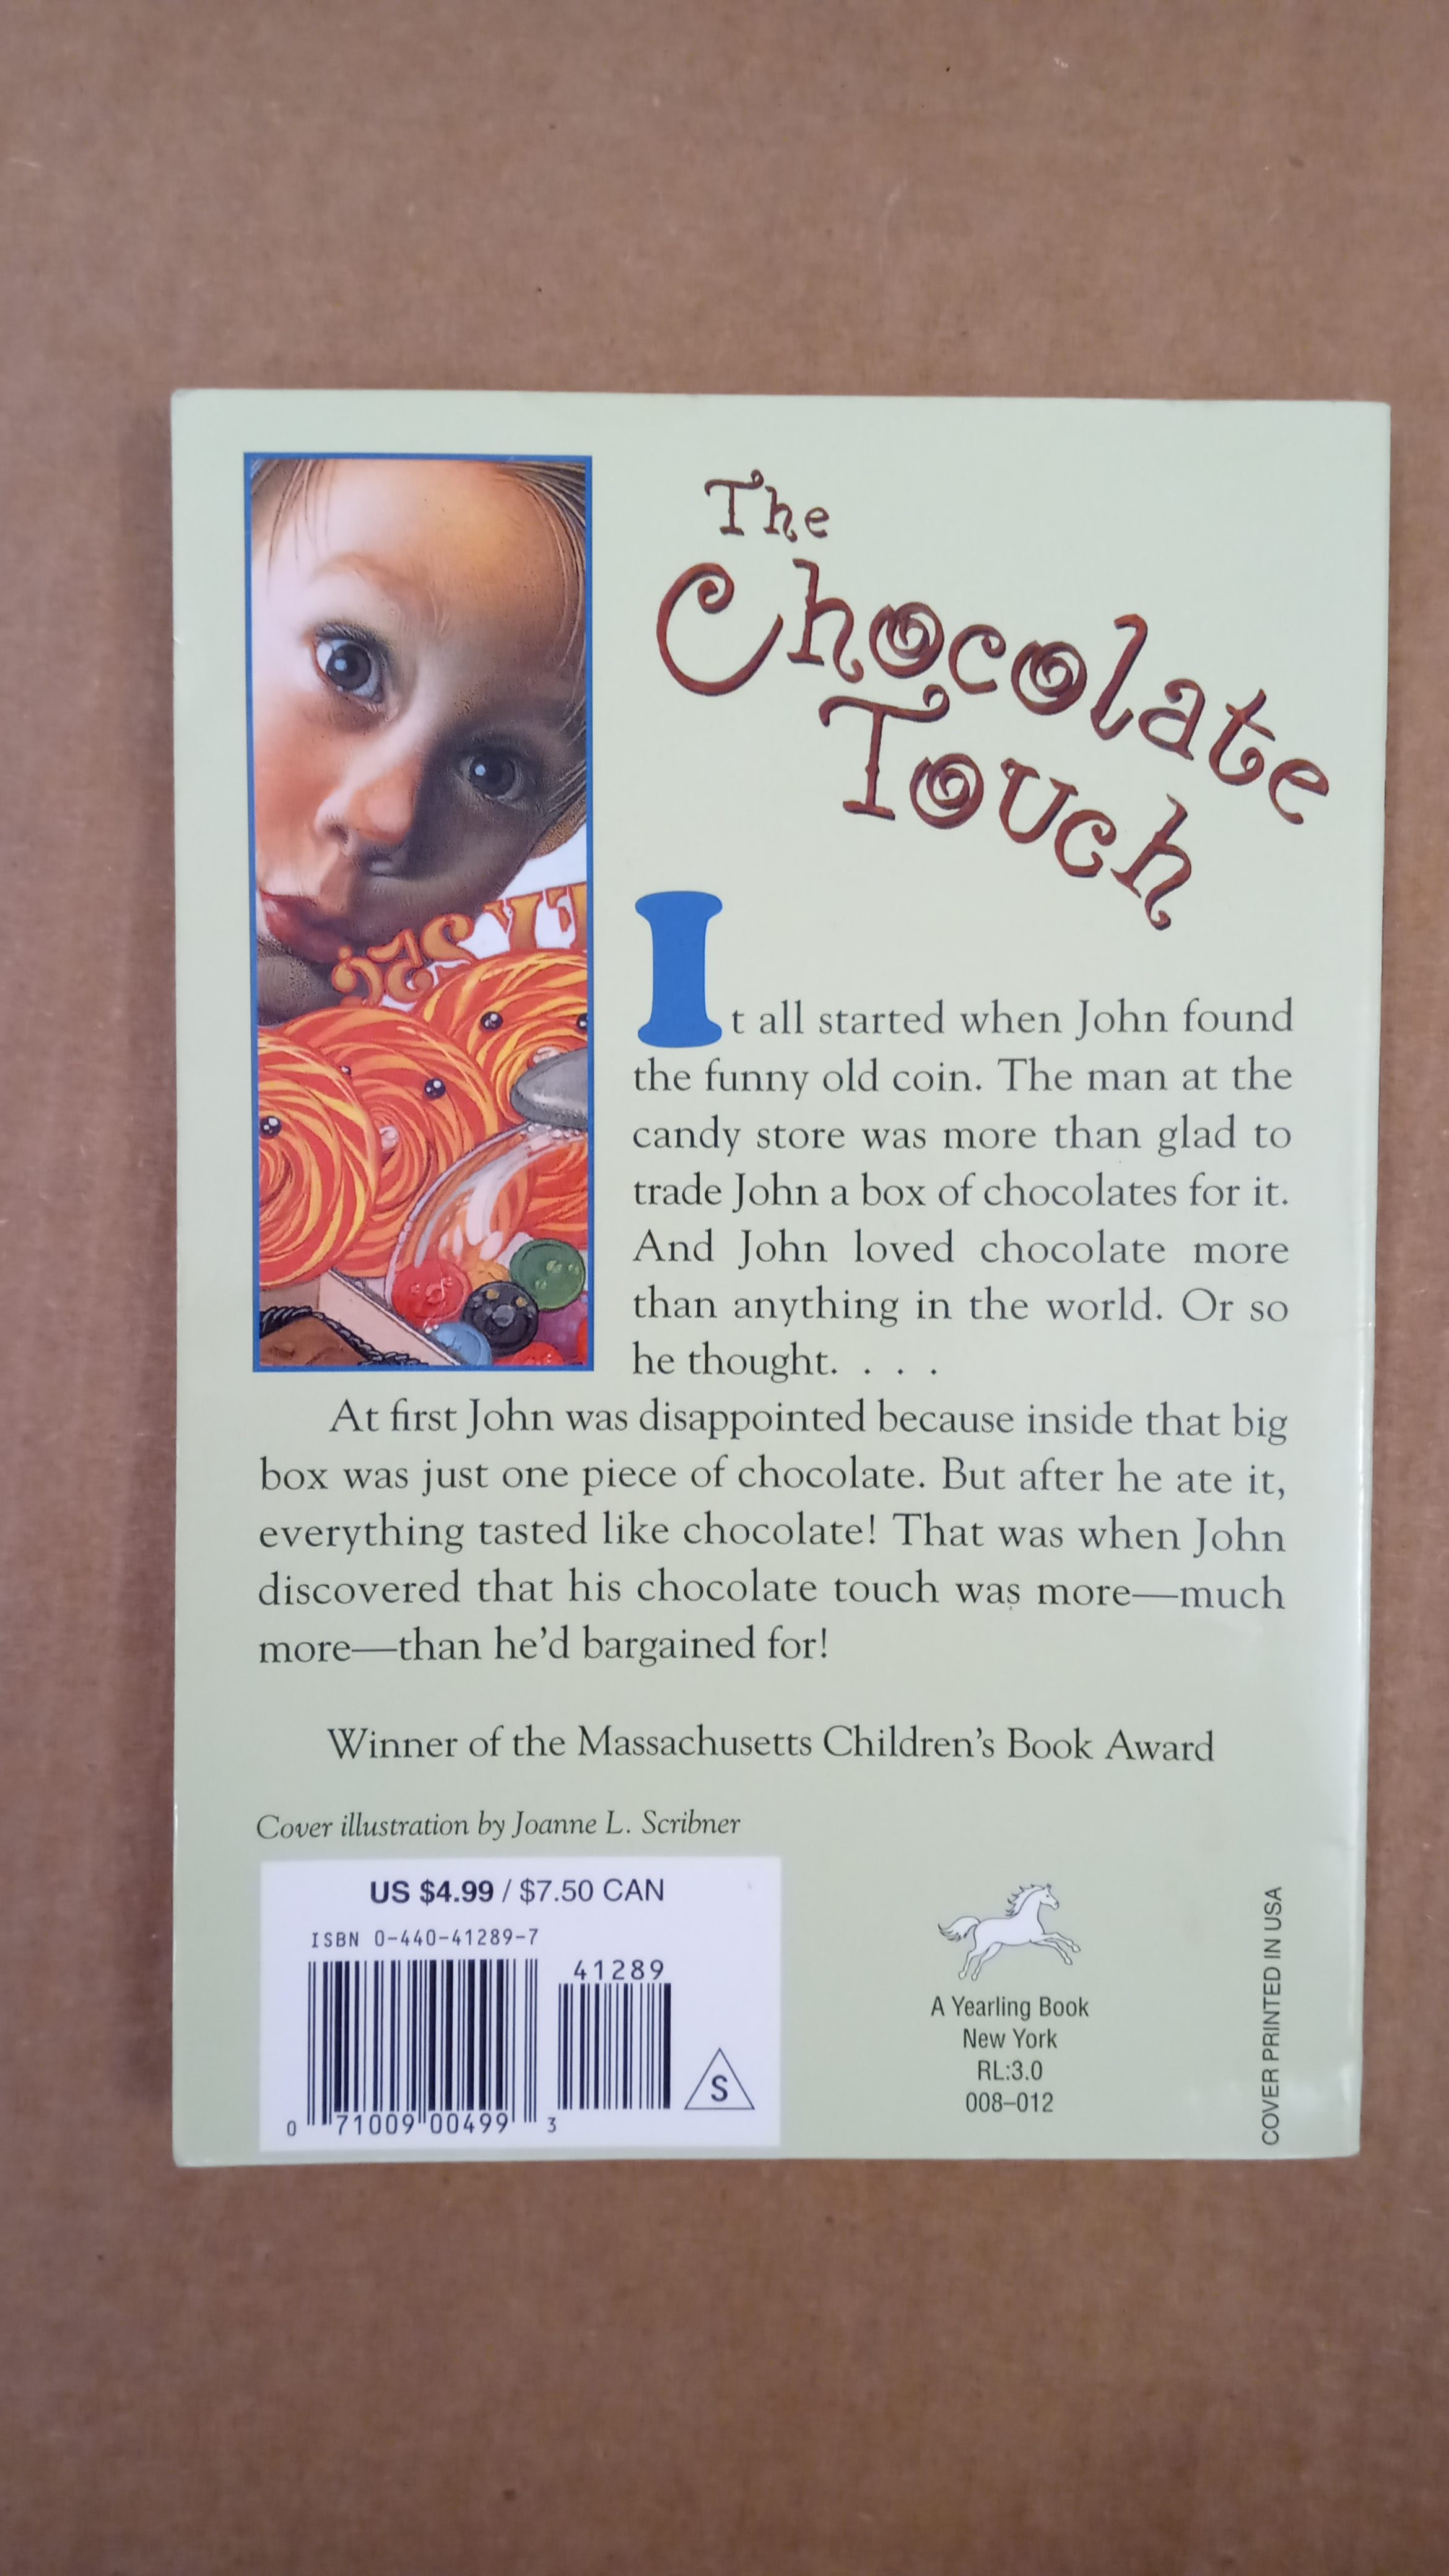 The
Chocolate
Touch
It all started when John found
the funny old coin. The man at the
candy store was more than glad to
trade John a box of chocolates for it.
And John loved chocolate more
than anything in the world. Or so
he thought. . . .
At first John was disappointed because inside that big
box was just one piece of chocolate. But after he ate it,
everything tasted like chocolate! That was when John
discovered that his chocolate touch was more—much
more—than he'd bargained for!
Winner of the Massachusetts Children's Book Award
Cover illustration by Joanne L. Scribner
US $4.99 / $7.50 CAN
ISBN 0-440-41289-7
41289
0 71009 00499 3
S
A Yearling Book
New York
RL:3.0
008–012
COVER PRINTED IN USA